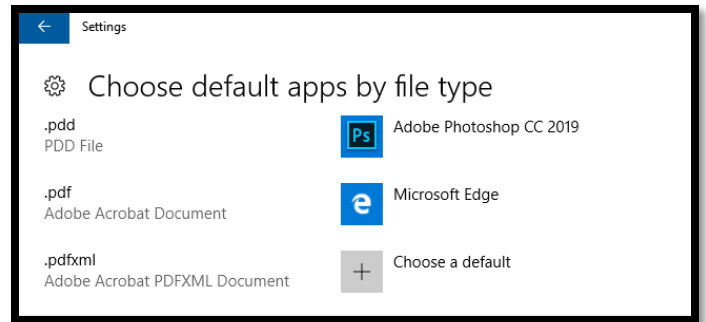 Settings
Choose default apps by file type
.pdd
PDD File
Ps
Adobe Photoshop CC 2019
.pdf
Adobe Acrobat Document
Microsoft Edge
.pdfxml
Adobe Acrobat PDFXML Document
Choose a default